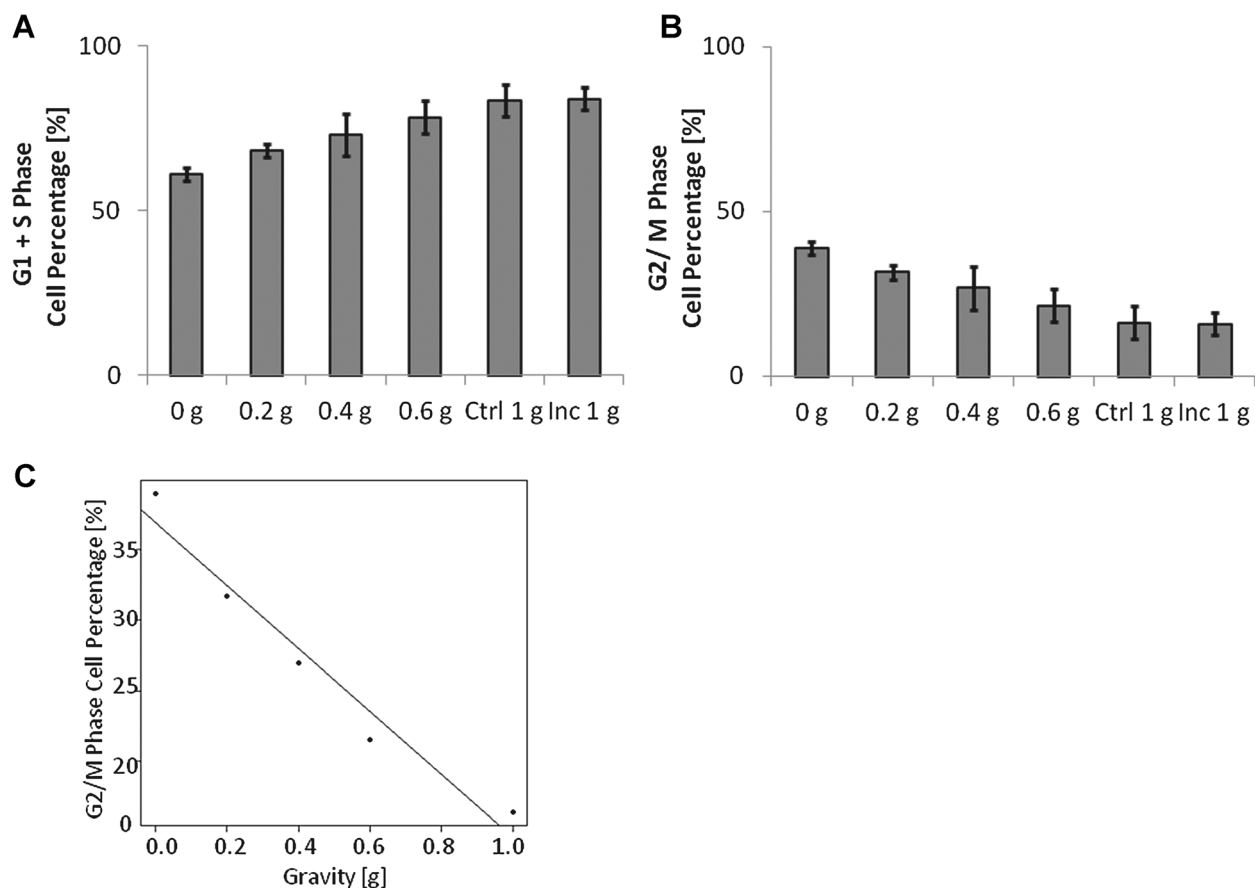 A
G1 + S Phase
Cell Percentage [%]
100
50
0
0 g 0.2 g 0.4 g 0.6 g Ctrl 1 g Inc 1 g
B
G2/ M Phase
Cell Percentage [%]
100
50
0
0 g 0.2 g 0.4 g 0.6 g Ctrl 1 g Inc 1 g
C
G2/M Phase Cell Percentage [%]
35
30
25
20
0
0.0 0.2 0.4 0.6 0.8 1.0
Gravity [g]